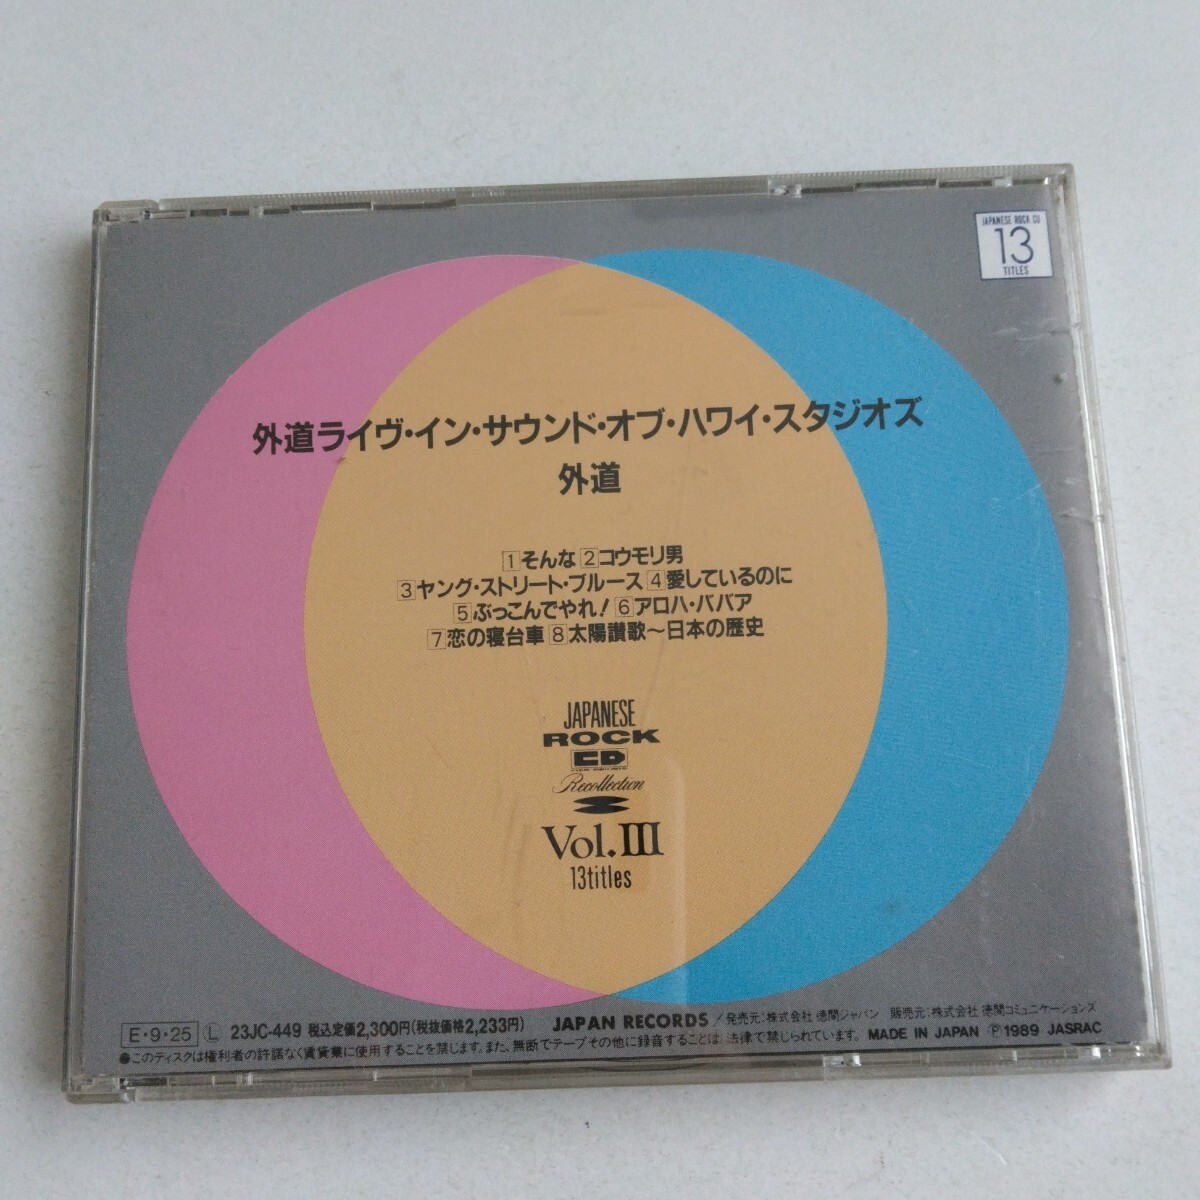 JAPANESE ROCK CD
13
TITLES
外道ライヴ・イン・サウンド・オブ・ハワイ・スタジオズ
外道
1そんな 2コウモリ男
3ヤング・ストリート・ブルース 4愛しているのに
5ぶっこんでやれ! 6アロハ・ババア
7恋の寝台車 8太陽讃歌〜日本の歴史
JAPANESE
ROCK
CD
Recollection
Vol.III
13titles
E・9・25 L 23JC-449 税込定価2,300円(税抜価格2,233円) JAPAN RECORDS/発売元:株式会社 徳間ジャパン 販売元:株式会社 徳間コミュニケーションズ
●このディスクは権利者の許諾なく賃貸業に使用することを禁じます。また、無断でテープその他に録音することは、法律で禁じられています。 MADE IN JAPAN Ⓟ1989 JASRAC